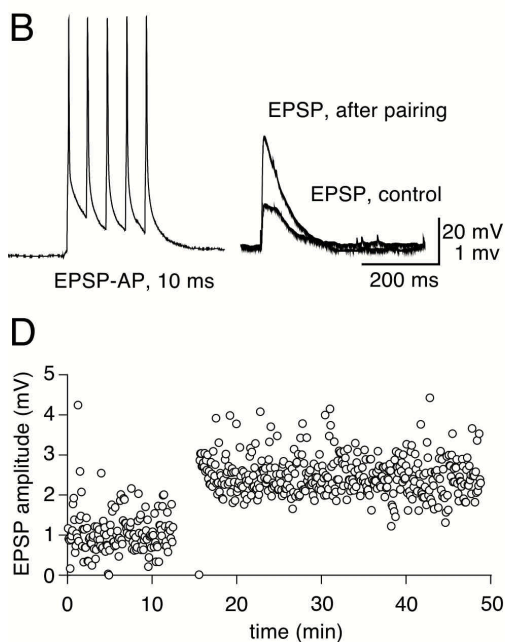 B
EPSP, after pairing
EPSP, control
20 mV
1 mv
EPSP-AP, 10 ms
200 ms
D
EPSP amplitude (mV)
5
4
3
2
1
0
0 10 20 30 40 50
time (min)